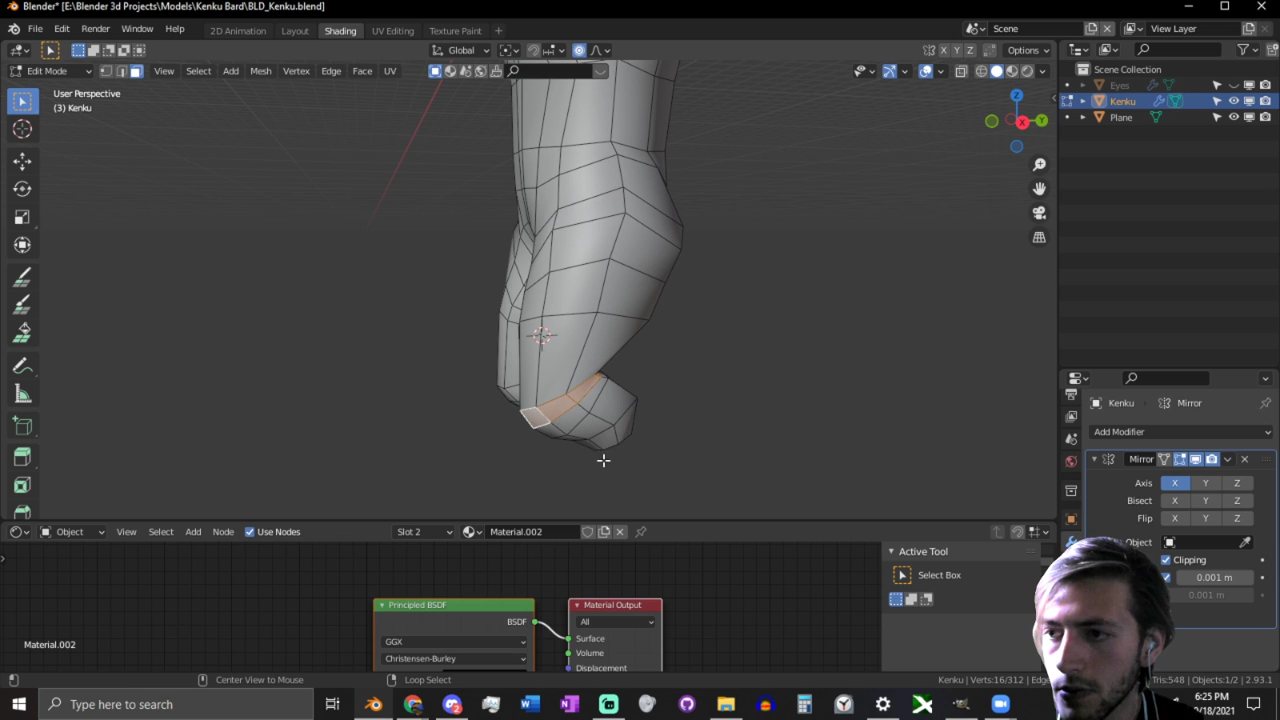 Blender* [E:\Blender 3d Projects\Models\Kenku Bard\BLD_Kenku.blend]
File Edit Render Window Help
2D Animation Layout Shading UV Editing Texture Paint +
Scene
View Layer
Global
Options
Edit Mode
View Select Add Mesh Vertex Edge Face UV
Scene Collection
Eyes
Kenku
Plane
User Perspective
(3) Kenku
X Y Z
Z
Y
X
Kenku Mirror
Add Modifier
Mirror
Axis X Y Z
Bisect X Y Z
Flip X Y Z
Object
Clipping
0.001 m
0.001 m
Object
View Select Add Node
Use Nodes
Slot 2
Material.002
Active Tool
Select Box
Principled BSDF
BSDF
GGX
Christensen-Burley
Material Output
All
Surface
Volume
Displacement
Material.002
Center View to Mouse
Loop Select
Kenku | Verts:16/312 | Edge
Tris:548 | Objects:1/2 | 2.93.1
Type here to search
6:25 PM
/18/2021